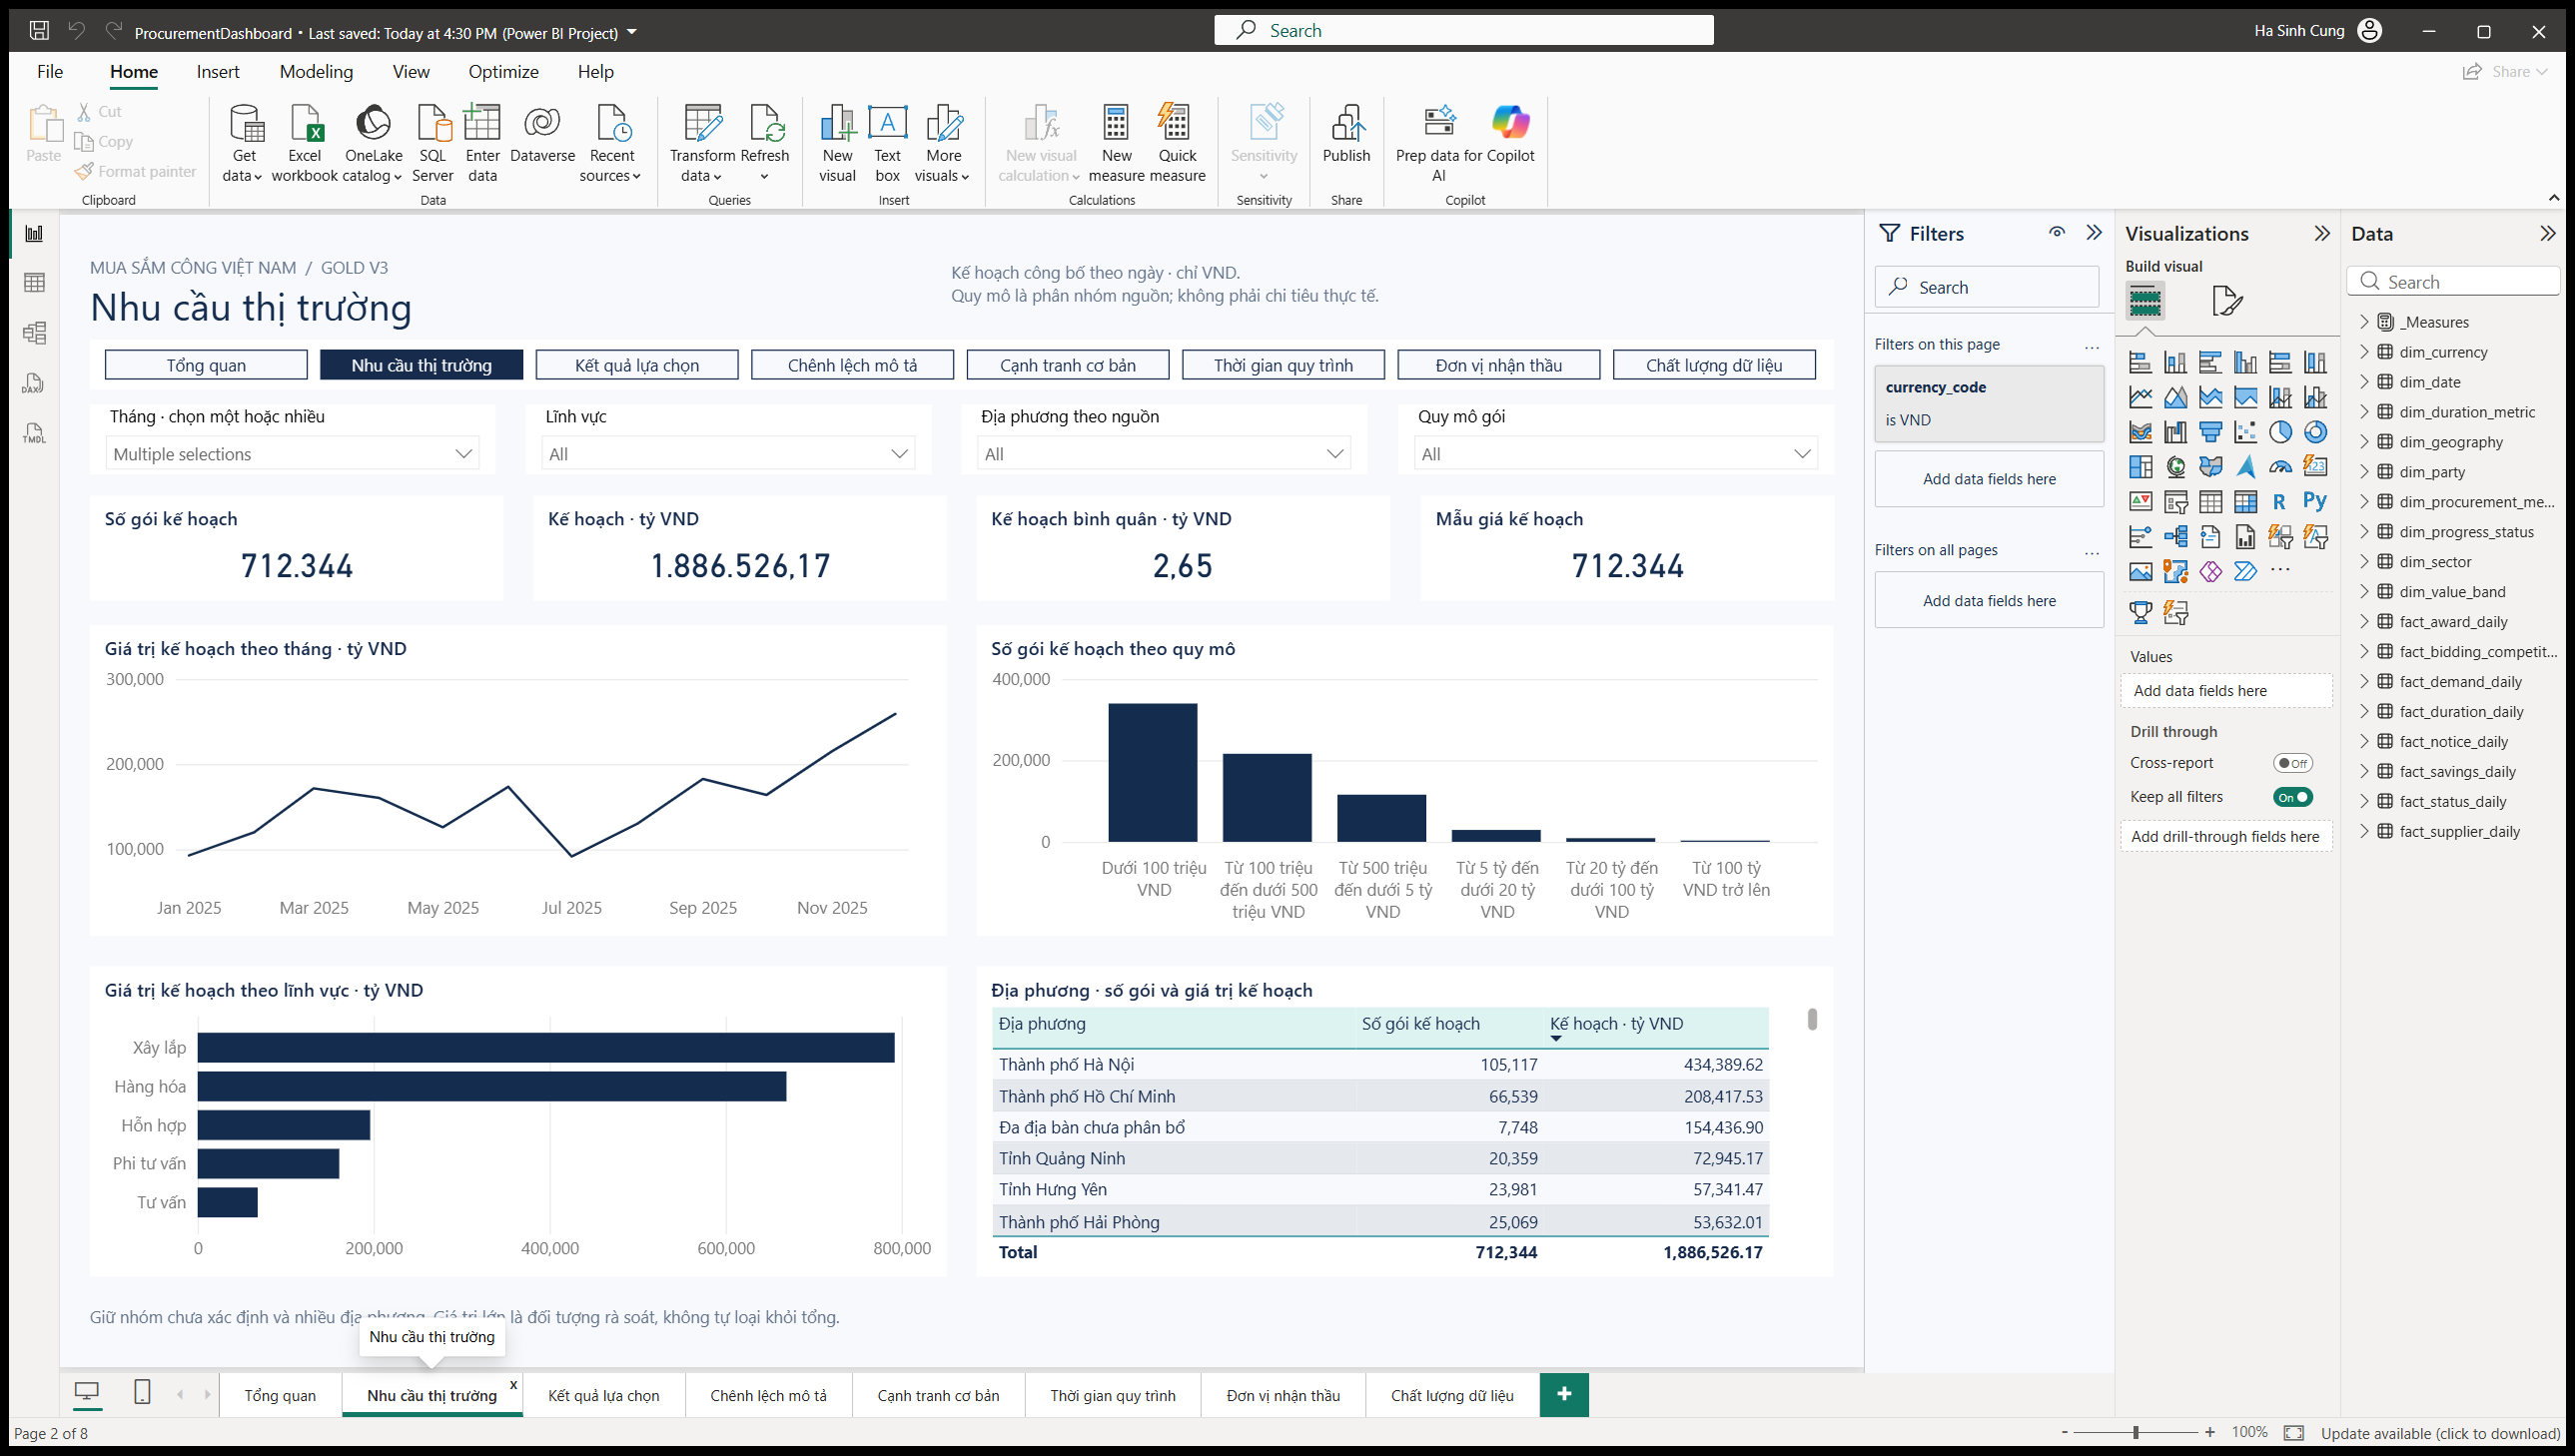 ProcurementDashboard • Last saved: Today at 4:30 PM (Power BI Project)
Search
Ha Sinh Cung
File
Home
Insert
Modeling
View
Optimize
Help
Share
Paste
Cut
Copy
Format painter
Clipboard
Get data
Excel workbook
OneLake catalog
SQL Server
Enter data
Dataverse
Recent sources
Data
Transform data
Refresh
Queries
New visual
Text box
More visuals
Insert
New visual calculation
New measure
Quick measure
Calculations
Sensitivity
Sensitivity
Publish
Share
Prep data for AI
Copilot
Copilot
DAX
TMDL
MUA SẮM CÔNG VIỆT NAM / GOLD V3
Nhu cầu thị trường
Kế hoạch công bố theo ngày · chỉ VND.
Quy mô là phân nhóm nguồn; không phải chi tiêu thực tế.
Tổng quan
Nhu cầu thị trường
Kết quả lựa chọn
Chênh lệch mô tả
Cạnh tranh cơ bản
Thời gian quy trình
Đơn vị nhận thầu
Chất lượng dữ liệu
Tháng · chọn một hoặc nhiều
Multiple selections
Lĩnh vực
All
Địa phương theo nguồn
All
Quy mô gói
All
Số gói kế hoạch
712.344
Kế hoạch · tỷ VND
1.886.526,17
Kế hoạch bình quân · tỷ VND
2,65
Mẫu giá kế hoạch
712.344
Giá trị kế hoạch theo tháng · tỷ VND
300,000
200,000
100,000
Jan 2025
Mar 2025
May 2025
Jul 2025
Sep 2025
Nov 2025
Số gói kế hoạch theo quy mô
400,000
200,000
0
Dưới 100 triệu VND
Từ 100 triệu đến dưới 500 triệu VND
Từ 500 triệu đến dưới 5 tỷ VND
Từ 5 tỷ đến dưới 20 tỷ VND
Từ 20 tỷ đến dưới 100 tỷ VND
Từ 100 tỷ VND trở lên
Giá trị kế hoạch theo lĩnh vực · tỷ VND
Xây lắp
Hàng hóa
Hỗn hợp
Phi tư vấn
Tư vấn
0
200,000
400,000
600,000
800,000
Địa phương · số gói và giá trị kế hoạch
Địa phương Số gói kế hoạch Kế hoạch · tỷ VND
Thành phố Hà Nội 105,117 434,389.62
Thành phố Hồ Chí Minh 66,539 208,417.53
Đa địa bàn chưa phân bổ 7,748 154,436.90
Tỉnh Quảng Ninh 20,359 72,945.17
Tỉnh Hưng Yên 23,981 57,341.47
Thành phố Hải Phòng 25,069 53,632.01
Total 712,344 1,886,526.17
Giữ nhóm chưa xác định và nhiều địa phương. Giá trị lớn là đối tượng rà soát, không tự loại khỏi tổng.
Nhu cầu thị trường
Filters
Search
Filters on this page
...
currency_code
is VND
Add data fields here
Filters on all pages
...
Add data fields here
Visualizations
Build visual
123
R
Py
...
Values
Add data fields here
Drill through
Cross-report
Off
Keep all filters
On
Add drill-through fields here
Data
Search
_Measures
dim_currency
dim_date
dim_duration_metric
dim_geography
dim_party
dim_procurement_me...
dim_progress_status
dim_sector
dim_value_band
fact_award_daily
fact_bidding_competit...
fact_demand_daily
fact_duration_daily
fact_notice_daily
fact_savings_daily
fact_status_daily
fact_supplier_daily
Tổng quan
Nhu cầu thị trường
x
Kết quả lựa chọn
Chênh lệch mô tả
Cạnh tranh cơ bản
Thời gian quy trình
Đơn vị nhận thầu
Chất lượng dữ liệu
+
Page 2 of 8
- + 100%
Update available (click to download)